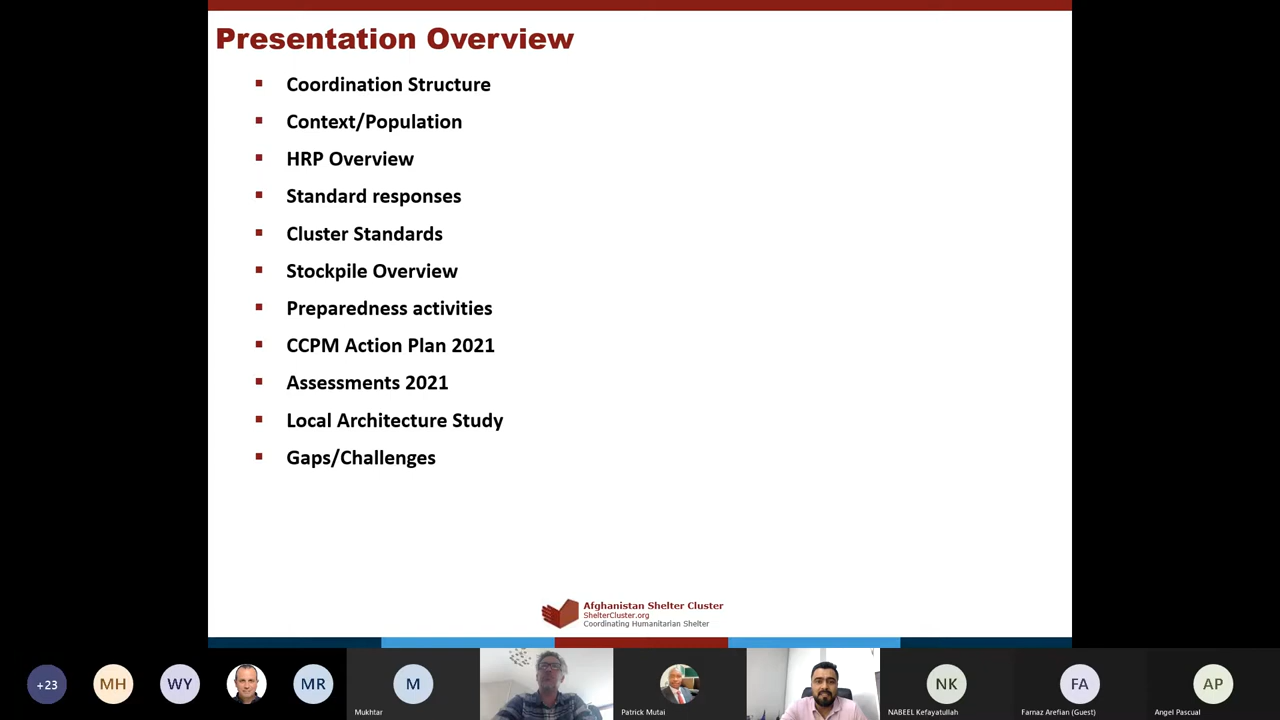 Presentation Overview
Coordination Structure
Context/Population
HRP Overview
Standard responses
Cluster Standards
Stockpile Overview
Preparedness activities
CCPM Action Plan 2021
Assessments 2021
Local Architecture Study
Gaps/Challenges
Afghanistan Shelter Cluster
ShelterCluster.org
Coordinating Humanitarian Shelter
+23
MH
WY
MR
M
Mukhtar
Patrick Mutai
NK
NABEEL Kefayatullah
FA
Farnaz Arefian (Guest)
AP
Angel Pascual